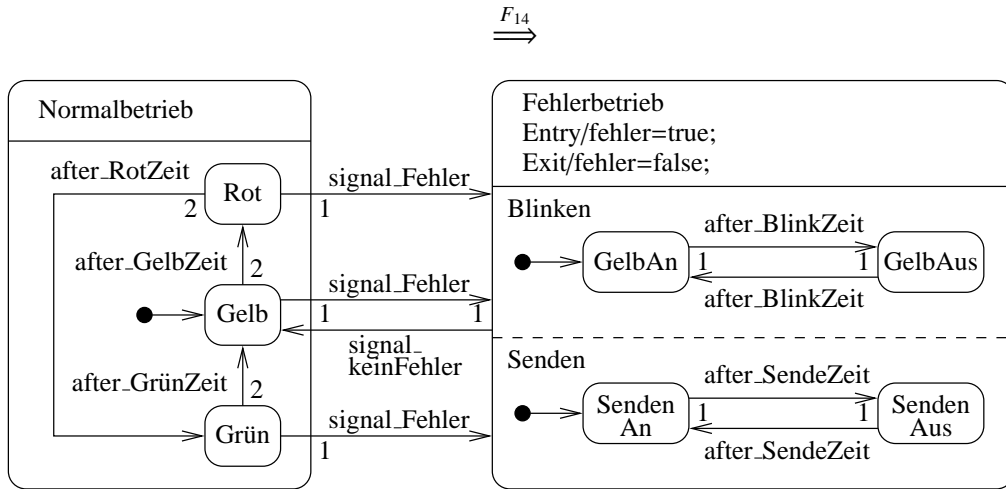 F14
⟹
Normalbetrieb
after_RotZeit
Rot
2
signal_Fehler
1
after_GelbZeit
2
Gelb
signal_Fehler
1
1
signal_
keinFehler
after_GrünZeit
2
Grün
signal_Fehler
1
Fehlerbetrieb
Entry/fehler=true;
Exit/fehler=false;
Blinken
after_BlinkZeit
GelbAn
1
1
GelbAus
after_BlinkZeit
Senden
after_SendeZeit
Senden
An
1
1
Senden
Aus
after_SendeZeit